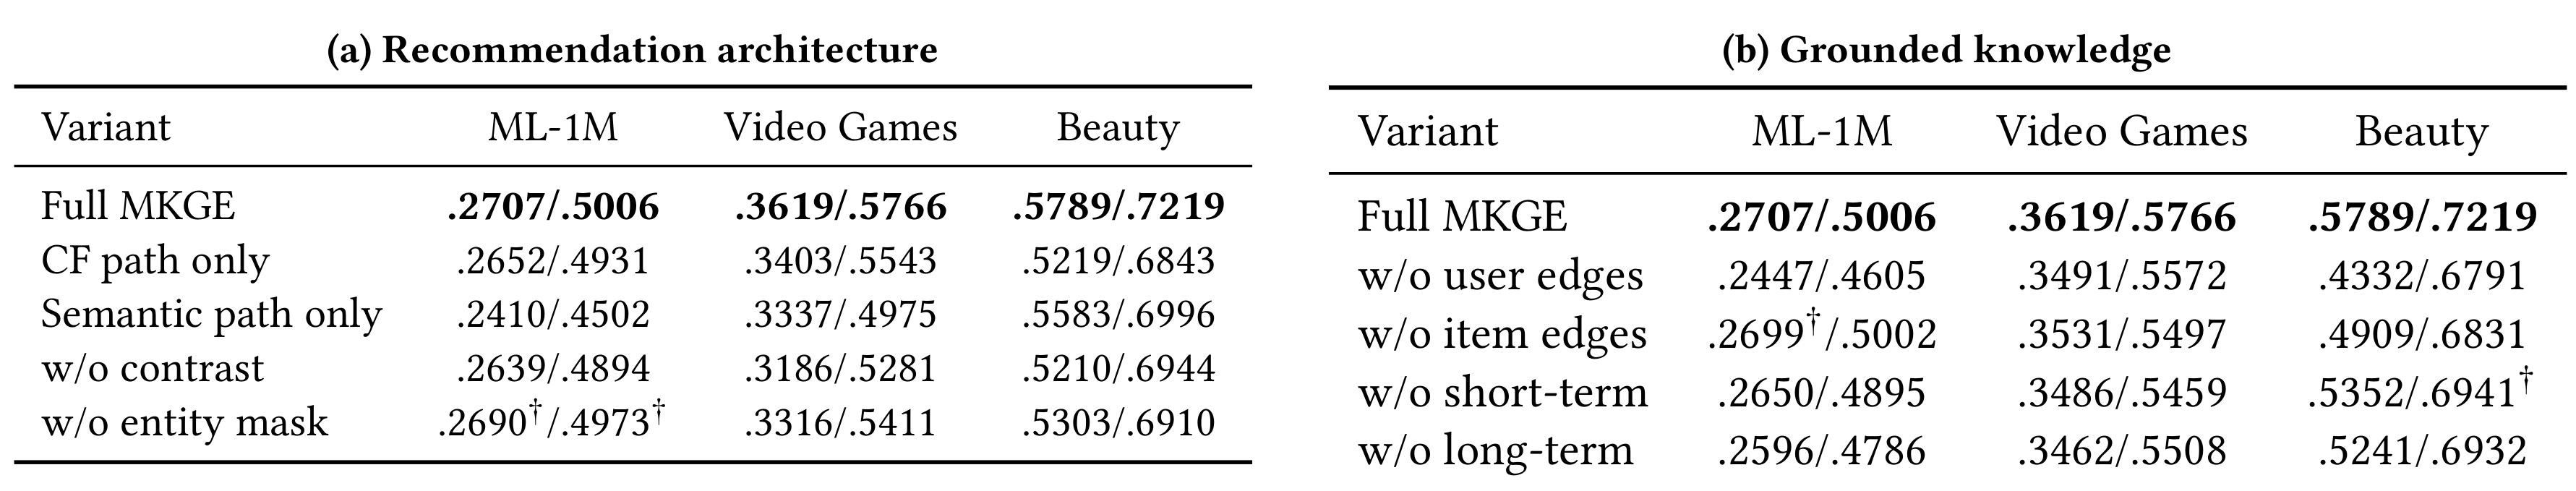 (a) Recommendation architecture
Variant ML-1M Video Games Beauty
Full MKGE .2707/.5006 .3619/.5766 .5789/.7219
CF path only .2652/.4931 .3403/.5543 .5219/.6843
Semantic path only .2410/.4502 .3337/.4975 .5583/.6996
w/o contrast .2639/.4894 .3186/.5281 .5210/.6944
w/o entity mask .2690†/.4973† .3316/.5411 .5303/.6910
(b) Grounded knowledge
Variant ML-1M Video Games Beauty
Full MKGE .2707/.5006 .3619/.5766 .5789/.7219
w/o user edges .2447/.4605 .3491/.5572 .4332/.6791
w/o item edges .2699†/.5002 .3531/.5497 .4909/.6831
w/o short-term .2650/.4895 .3486/.5459 .5352/.6941†
w/o long-term .2596/.4786 .3462/.5508 .5241/.6932